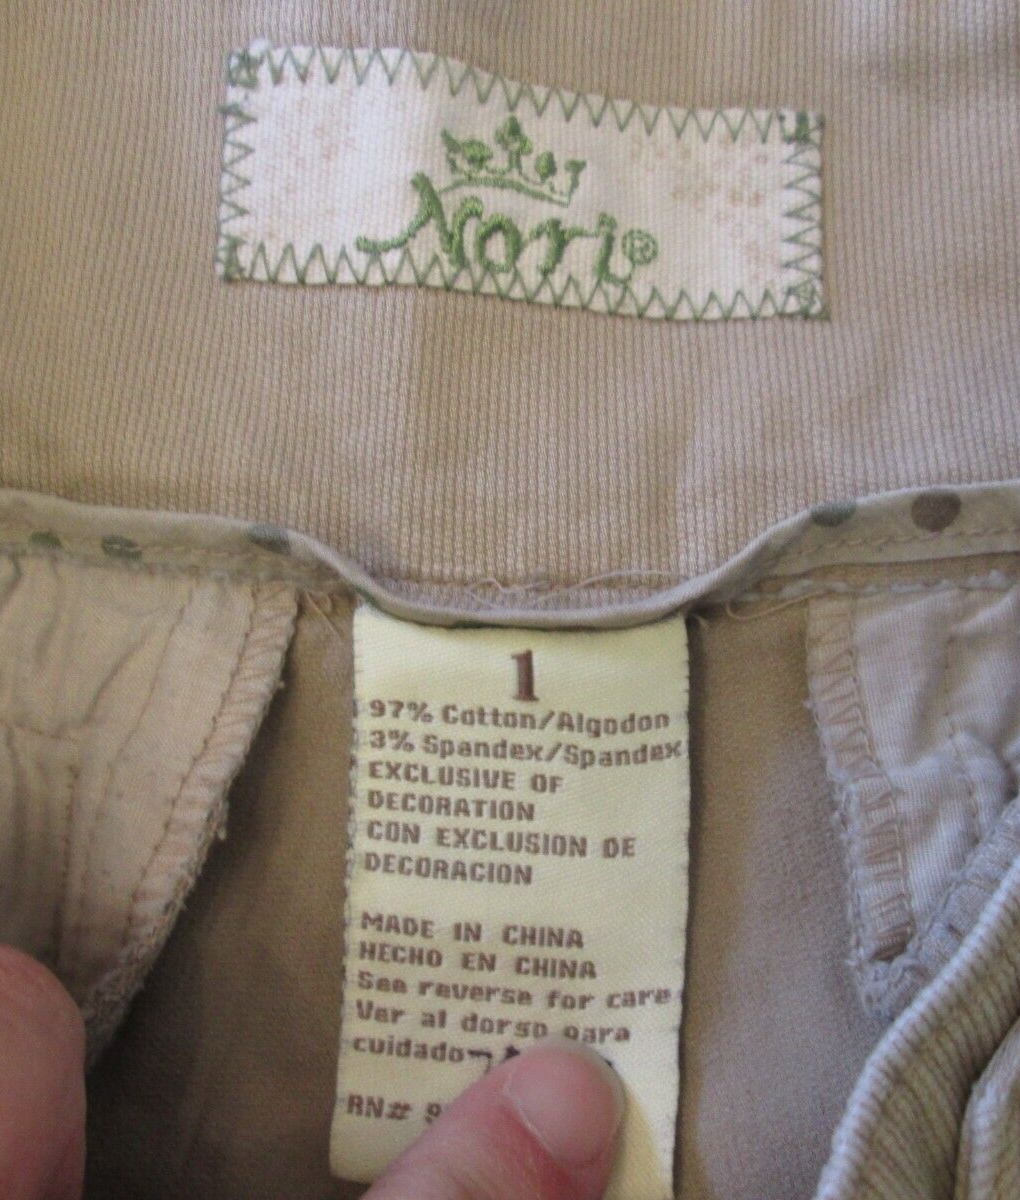 Nori®
1
97% Cotton/Algodon
3% Spandex/Spandex
EXCLUSIVE OF
DECORATION
CON EXCLUSION DE
DECORACION
MADE IN CHINA
HECHO EN CHINA
See reverse for care
Ver al dorso para
cuidado
RN#